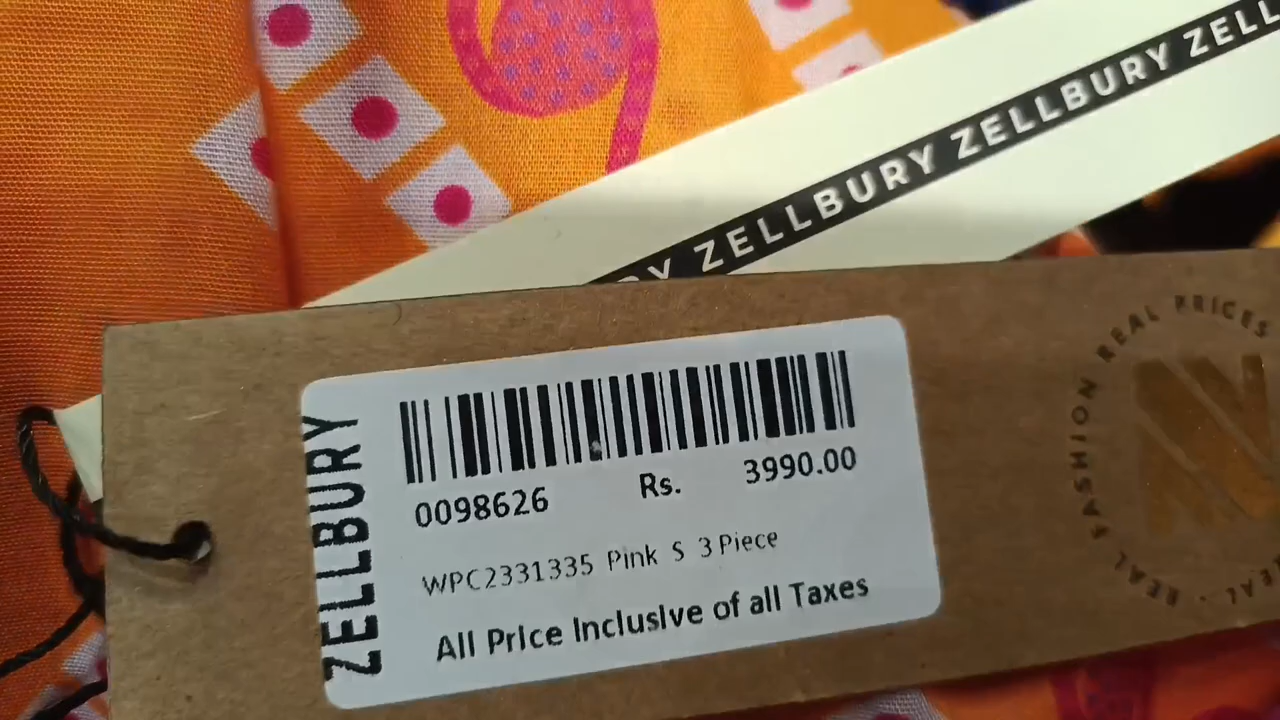 ZELLBURY ZELLBURY ZELL
REAL FASHION REAL PRICES
ZELLBURY
0098626 Rs. 3990.00
WPC2331335 Pink S 3 Piece
All Price Inclusive of all Taxes